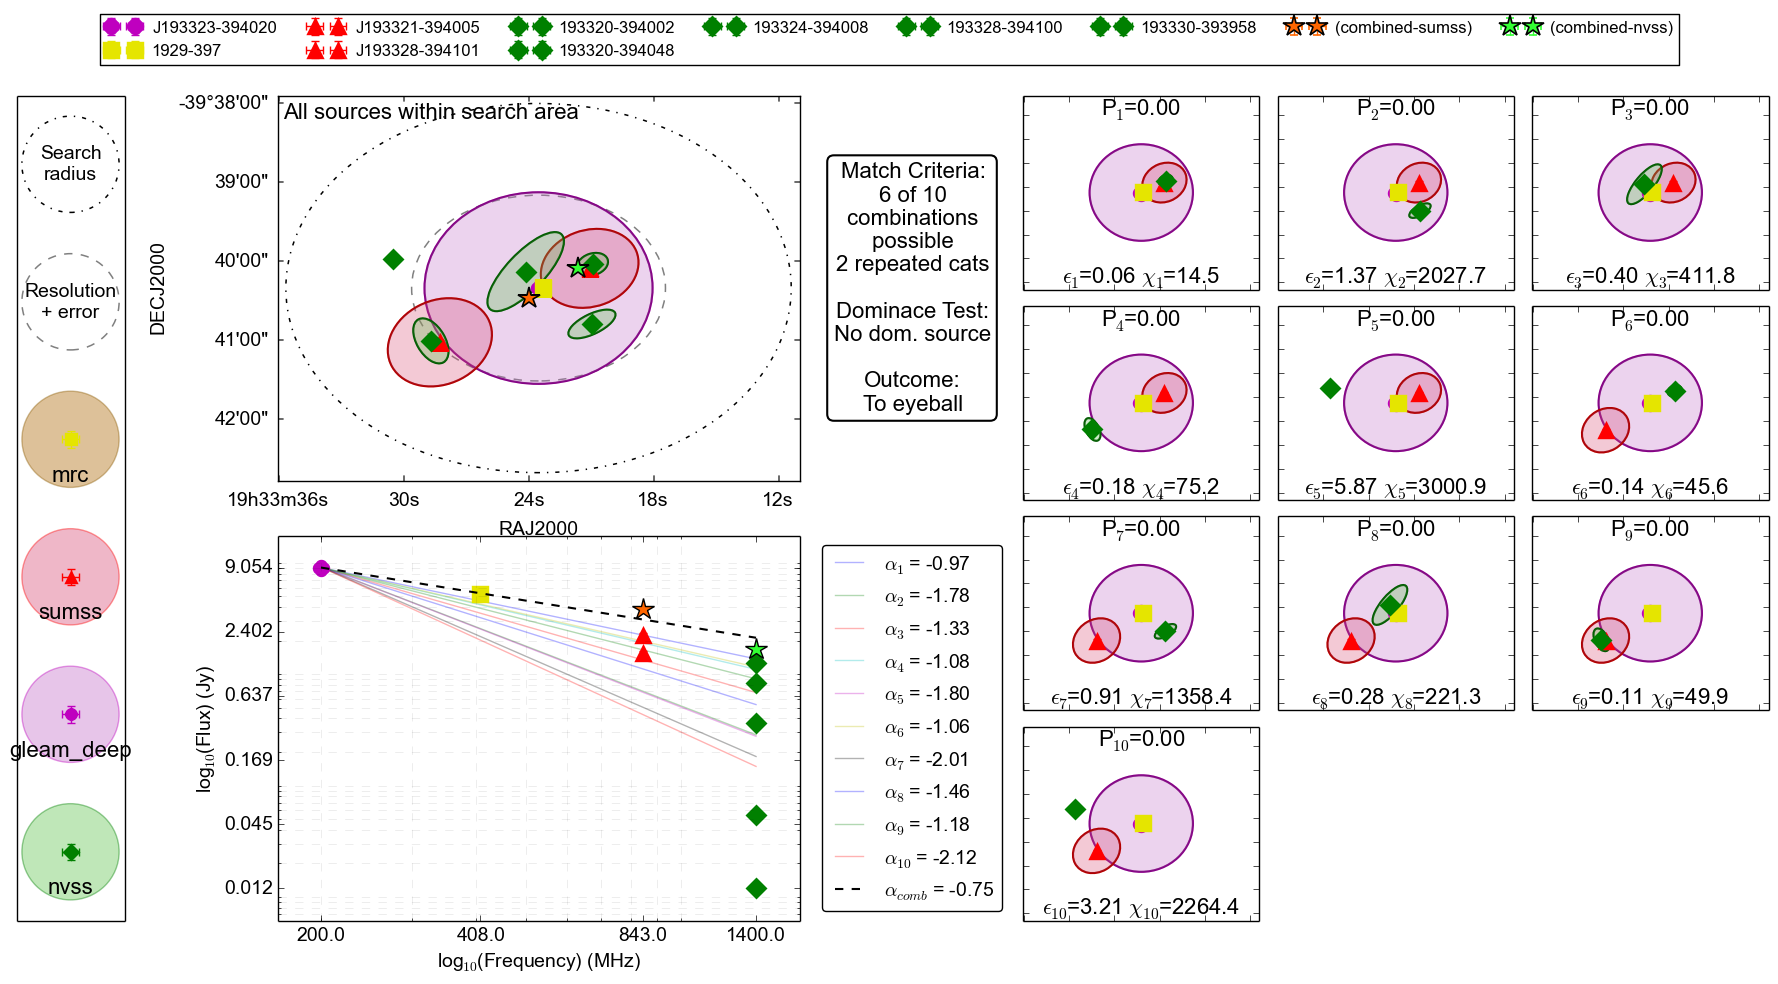 J193323-394020 J193321-394005 193320-394002 193324-394008 193328-394100 193330-393958 (combined-sumss) (combined-nvss)
1929-397 J193328-394101 193320-394048
Search
radius
Resolution
+ error
mrc
sumss
gleam_deep
nvss
All sources within search area
-39°38'00"
39'00"
40'00"
41'00"
42'00"
DECJ2000
19h33m36s 30s 24s 18s 12s
RAJ2000
Match Criteria:
6 of 10
combinations
possible
2 repeated cats
Dominace Test:
No dom. source
Outcome:
To eyeball
9.054
2.402
0.637
0.169
0.045
0.012
log10(Flux) (Jy)
200.0 408.0 843.0 1400.0
log10(Frequency) (MHz)
α1 = -0.97
α2 = -1.78
α3 = -1.33
α4 = -1.08
α5 = -1.80
α6 = -1.06
α7 = -2.01
α8 = -1.46
α9 = -1.18
α10 = -2.12
αcomb = -0.75
P1=0.00
ϵ1=0.06 χ1=14.5
P2=0.00
ϵ2=1.37 χ2=2027.7
P3=0.00
ϵ3=0.40 χ3=411.8
P4=0.00
ϵ4=0.18 χ4=75.2
P5=0.00
ϵ5=5.87 χ5=3000.9
P6=0.00
ϵ6=0.14 χ6=45.6
P7=0.00
ϵ7=0.91 χ7=1358.4
P8=0.00
ϵ8=0.28 χ8=221.3
P9=0.00
ϵ9=0.11 χ9=49.9
P10=0.00
ϵ10=3.21 χ10=2264.4